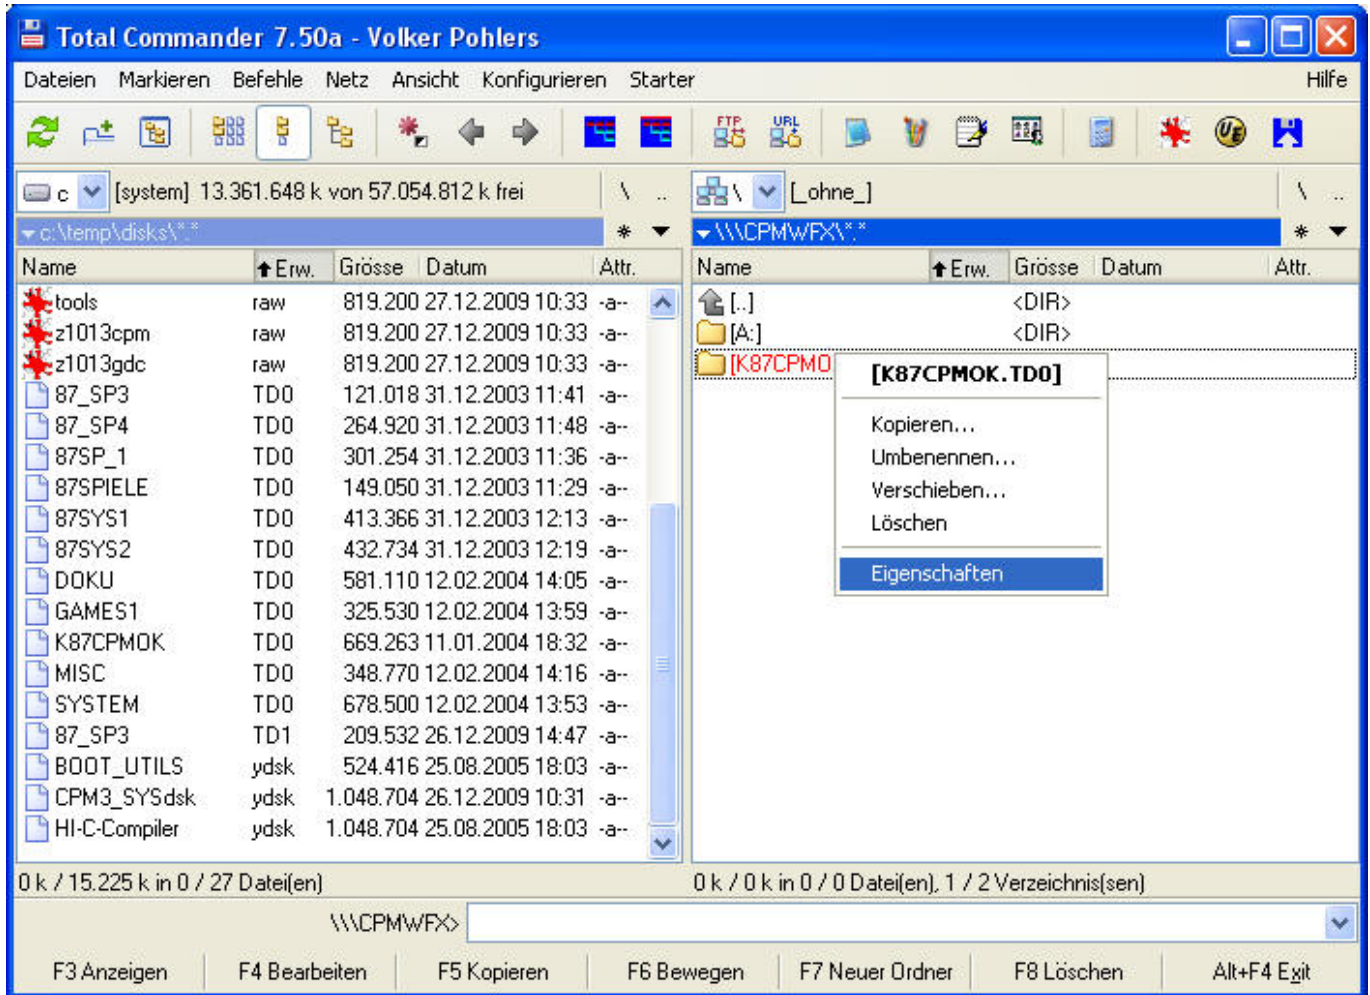 Total Commander 7.50a - Volker Pohlers
Dateien Markieren Befehle Netz Ansicht Konfigurieren Starter Hilfe
FTP URL
UE
c [system] 13.361.648 k von 57.054.812 k frei \ .. \ [_ohne_] \ ..
c:\temp\disks\*.* * \\\CPMWFX\*.* *
Name Erw. Grösse Datum Attr. Name Erw. Grösse Datum Attr.
tools raw 819.200 27.12.2009 10:33 -a-- [..] <DIR>
z1013cpm raw 819.200 27.12.2009 10:33 -a-- [A:] <DIR>
z1013gdc raw 819.200 27.12.2009 10:33 -a-- [K87CPMO
87_SP3 TD0 121.018 31.12.2003 11:41 -a-- [K87CPMOK.TD0]
87_SP4 TD0 264.920 31.12.2003 11:48 -a-- Kopieren...
87SP_1 TD0 301.254 31.12.2003 11:36 -a-- Umbenennen...
87SPIELE TD0 149.050 31.12.2003 11:29 -a-- Verschieben...
87SYS1 TD0 413.366 31.12.2003 12:13 -a-- Löschen
87SYS2 TD0 432.734 31.12.2003 12:19 -a--
DOKU TD0 581.110 12.02.2004 14:05 -a-- Eigenschaften
GAMES1 TD0 325.530 12.02.2004 13:59 -a--
K87CPMOK TD0 669.263 11.01.2004 18:32 -a--
MISC TD0 348.770 12.02.2004 14:16 -a--
SYSTEM TD0 678.500 12.02.2004 13:53 -a--
87_SP3 TD1 209.532 26.12.2009 14:47 -a--
BOOT_UTILS ydsk 524.416 25.08.2005 18:03 -a--
CPM3_SYSdsk ydsk 1.048.704 26.12.2009 10:31 -a--
HI-C-Compiler ydsk 1.048.704 25.08.2005 18:03 -a--
0 k / 15.225 k in 0 / 27 Datei(en) 0 k / 0 k in 0 / 0 Datei(en), 1 / 2 Verzeichnis(sen)
\\\CPMWFX>
F3 Anzeigen F4 Bearbeiten F5 Kopieren F6 Bewegen F7 Neuer Ordner F8 Löschen Alt+F4 Exit